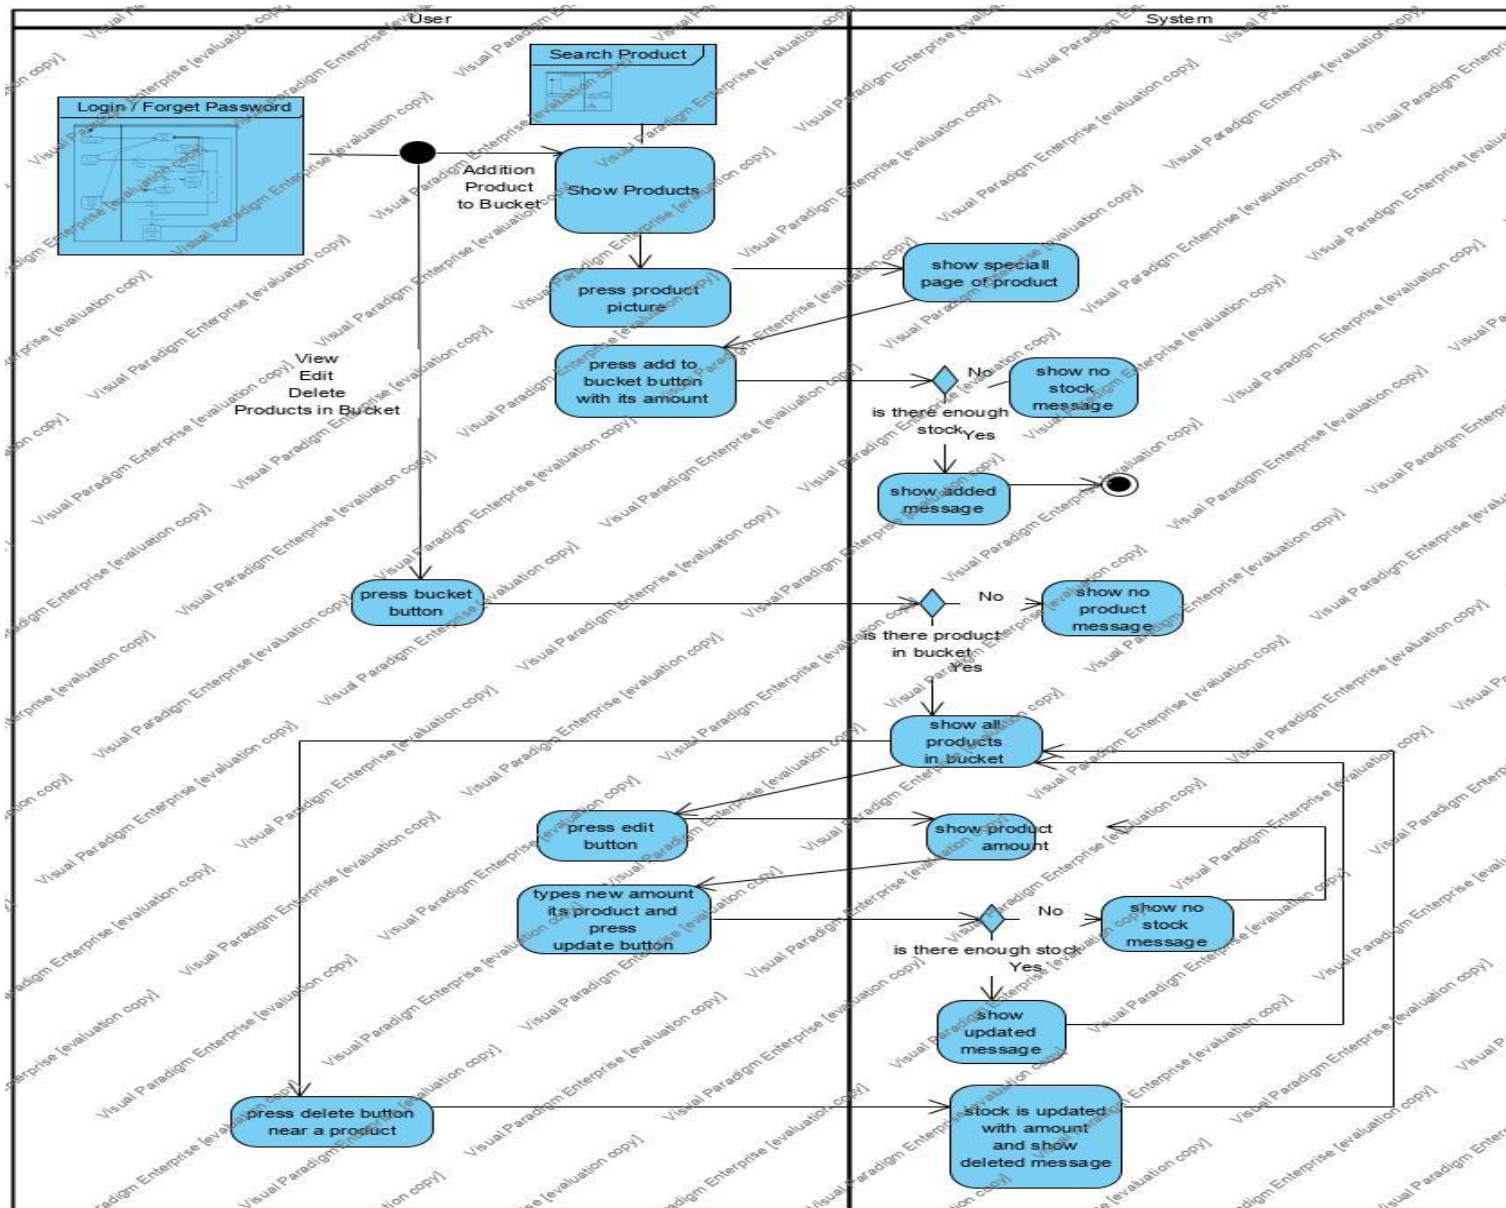 User
System
Search Product
Login / Forget Password
Addition
Product
to Bucket
Show Products
press product
picture
show speciall
page of product
View
Edit
Delete
Products in Bucket
press add to
bucket button
with its amount
No
show no
stock
message
is there enough
stock
Yes
show added
message
press bucket
button
No
show no
product
message
is there product
in bucket
Yes
show all
products
in bucket
press edit
button
show product
amount
types new amount
its product and
press
update button
No
show no
stock
message
is there enough stock
Yes
show
updated
message
press delete button
near a product
stock is updated
with amount
and show
deleted message
Visual Paradigm Enterprise [evaluation copy]